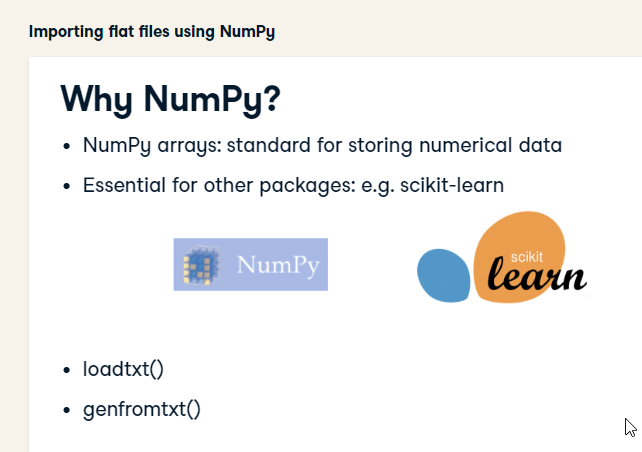 Importing flat files using NumPy
Why NumPy?
• NumPy arrays: standard for storing numerical data
• Essential for other packages: e.g. scikit-learn
NumPy
scikit
learn
• loadtxt()
• genfromtxt()